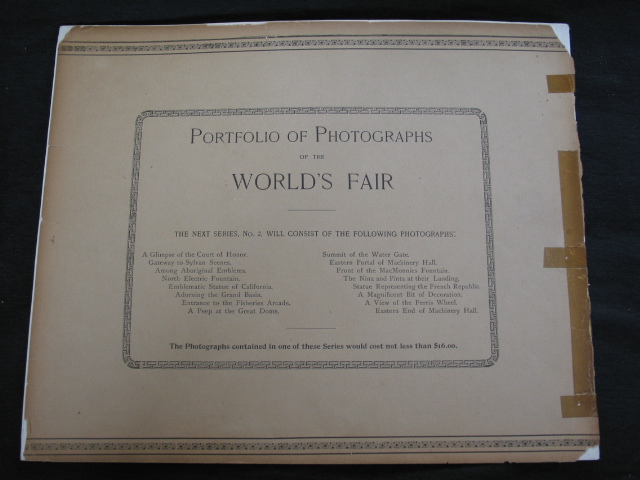 PORTFOLIO OF PHOTOGRAPHS
OF THE
WORLD'S FAIR
THE NEXT SERIES, No. 2, WILL CONSIST OF THE FOLLOWING PHOTOGRAPHS:
A Glimpse of the Court of Honor.
Gateway to Sylvan Scenes.
Among Aboriginal Emblems.
North Electric Fountain.
Emblematic Statue of California.
Adorning the Grand Basin.
Entrance to the Fisheries Arcade.
A Peep at the Great Dome.
Summit of the Water Gate.
Eastern Portal of Machinery Hall.
Front of the MacMonnies Fountain.
The Nina and Pinta at their Landing.
Statue Representing the French Republic.
A Magnificent Bit of Decoration.
A View of the Ferris Wheel.
Eastern End of Machinery Hall.
The Photographs contained in one of these Series would cost not less than $16.00.